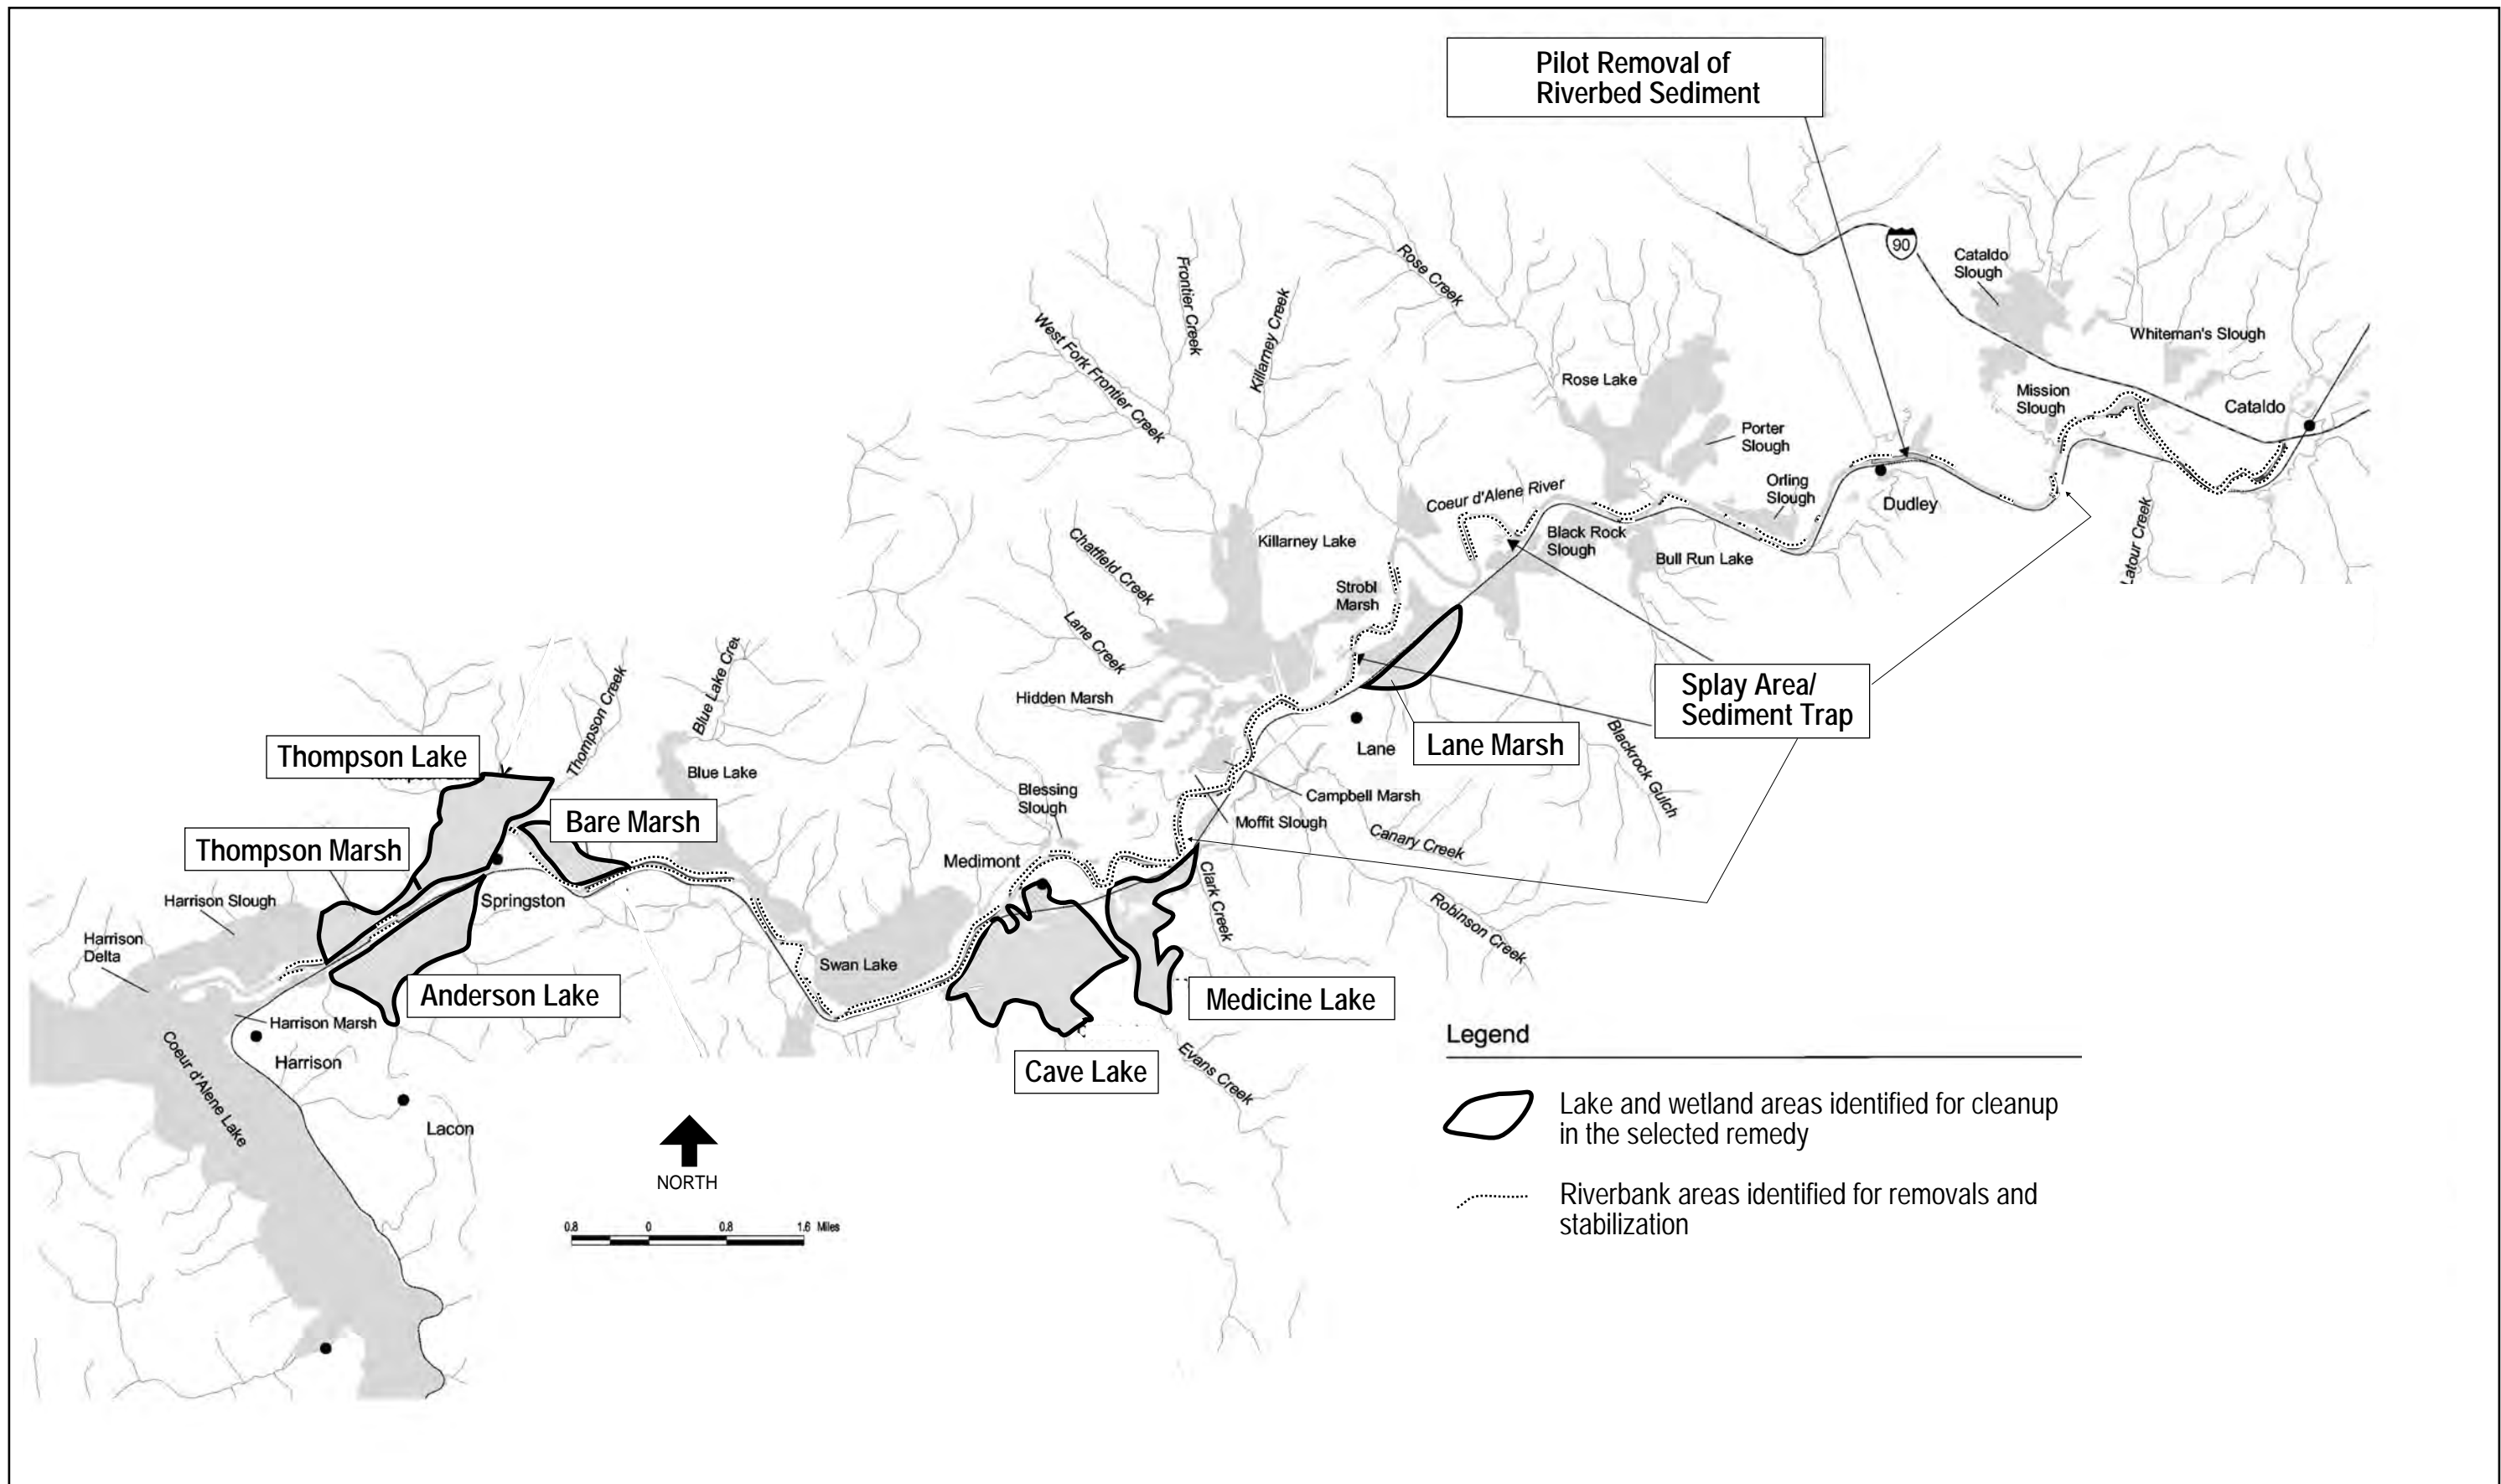 Pilot Removal of
Riverbed Sediment
90
Cataldo
Slough
Whiteman's Slough
Mission
Slough
Cataldo
Latour Creek
Rose Creek
Frontier Creek
Killarney Creek
West Fork Frontier Creek
Rose Lake
Porter
Slough
Orling
Slough
Dudley
Coeur d'Alene River
Black Rock
Slough
Bull Run Lake
Killarney Lake
Chatfield Creek
Strobl
Marsh
Lane Creek
Hidden Marsh
Splay Area/
Sediment Trap
Lane
Lane Marsh
Blackrock Gulch
Campbell Marsh
Moffit Slough
Canary Creek
Robinson Creek
Clark Creek
Thompson Lake
Thompson Creek
Blue Lake
Blue Lake
Bare Marsh
Thompson Marsh
Blessing
Slough
Medimont
Harrison Slough
Springston
Harrison
Delta
Swan Lake
Anderson Lake
Medicine Lake
Harrison Marsh
Harrison
Cave Lake
Evans Creek
Coeur d'Alene Lake
Lacon
NORTH
0.8 0 0.8 1.6 Miles
Legend
Lake and wetland areas identified for cleanup
in the selected remedy
Riverbank areas identified for removals and
stabilization